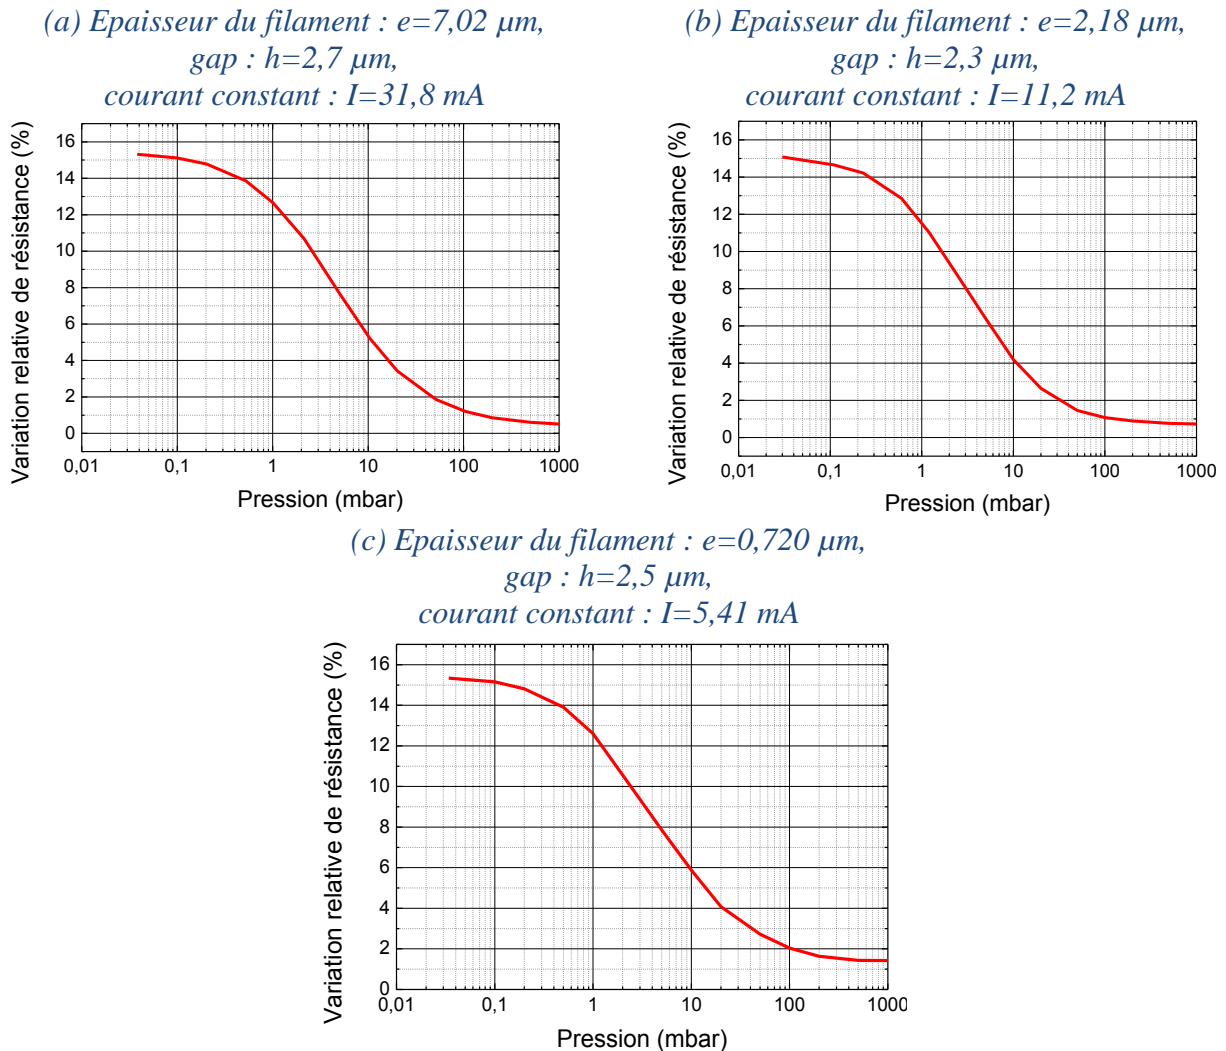 (a) Epaisseur du filament : e=7,02 µm,
gap : h=2,7 µm,
courant constant : I=31,8 mA
Variation relative de résistance (%)
16
14
12
10
8
6
4
2
0
0,01 0,1 1 10 100 1000
Pression (mbar)
(b) Epaisseur du filament : e=2,18 µm,
gap : h=2,3 µm,
courant constant : I=11,2 mA
Variation relative de résistance (%)
16
14
12
10
8
6
4
2
0
0,01 0,1 1 10 100 1000
Pression (mbar)
(c) Epaisseur du filament : e=0,720 µm,
gap : h=2,5 µm,
courant constant : I=5,41 mA
Variation relative de résistance (%)
16
14
12
10
8
6
4
2
0
0,01 0,1 1 10 100 1000
Pression (mbar)